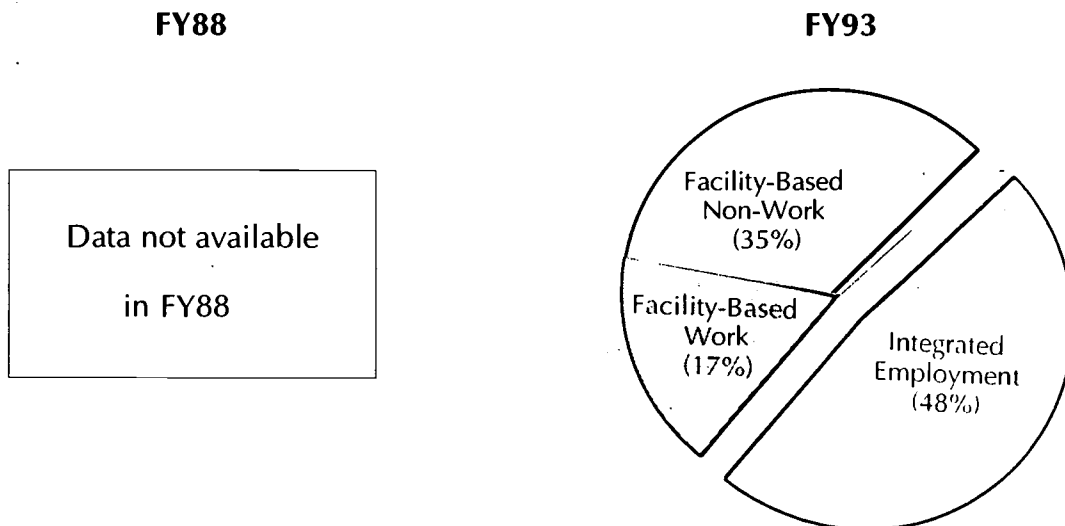 FY88
FY93
Data not available
in FY88
Facility-Based
Non-Work
(35%)
Facility-Based
Work
(17%)
Integrated
Employment
(48%)